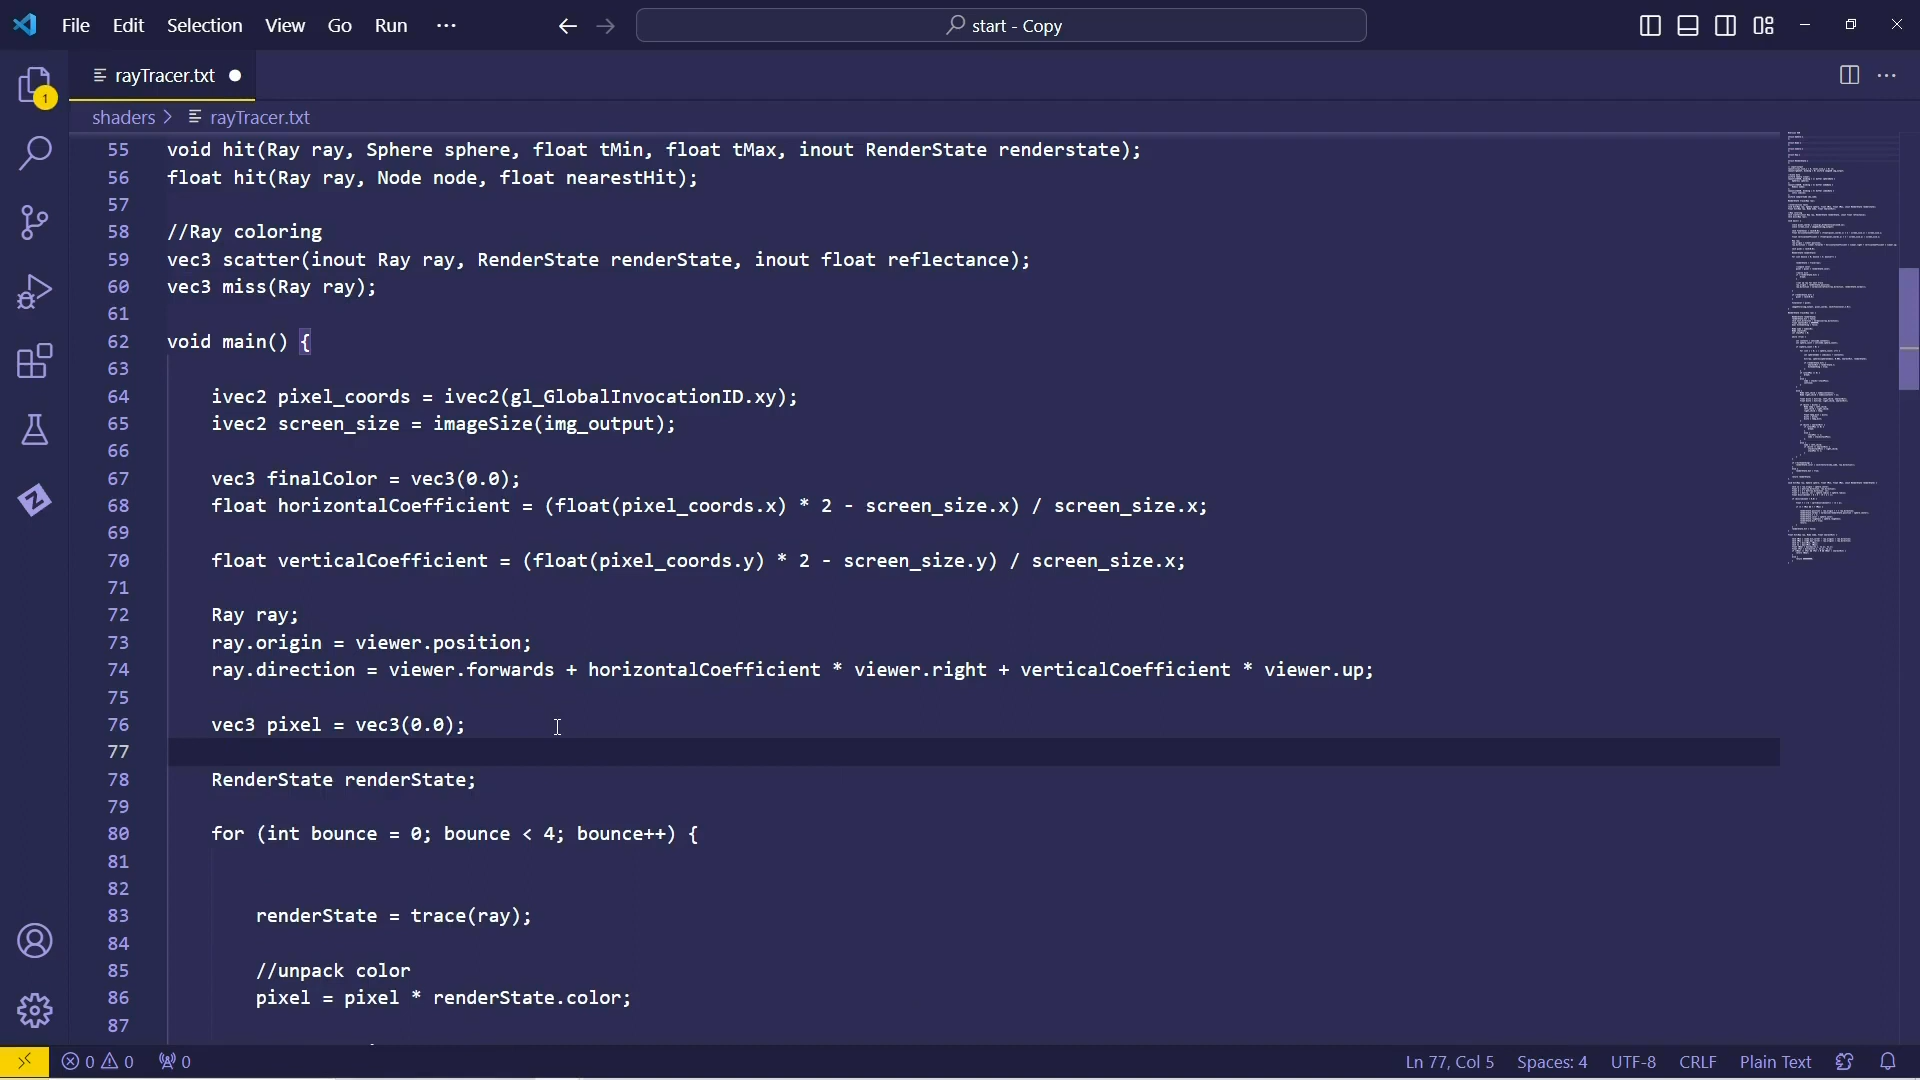 File Edit Selection View Go Run ··· start - Copy
rayTracer.txt
1
shaders > rayTracer.txt
55 void hit(Ray ray, Sphere sphere, float tMin, float tMax, inout RenderState renderstate);
56 float hit(Ray ray, Node node, float nearestHit);
57
58 //Ray coloring
59 vec3 scatter(inout Ray ray, RenderState renderState, inout float reflectance);
60 vec3 miss(Ray ray);
61
62 void main() {
63
64 ivec2 pixel_coords = ivec2(gl_GlobalInvocationID.xy);
65 ivec2 screen_size = imageSize(img_output);
66
67 vec3 finalColor = vec3(0.0);
68 float horizontalCoefficient = (float(pixel_coords.x) * 2 - screen_size.x) / screen_size.x;
69
70 float verticalCoefficient = (float(pixel_coords.y) * 2 - screen_size.y) / screen_size.x;
71
72 Ray ray;
73 ray.origin = viewer.position;
74 ray.direction = viewer.forwards + horizontalCoefficient * viewer.right + verticalCoefficient * viewer.up;
75
76 vec3 pixel = vec3(0.0);
77
78 RenderState renderState;
79
80 for (int bounce = 0; bounce < 4; bounce++) {
81
82
83 renderState = trace(ray);
84
85 //unpack color
86 pixel = pixel * renderState.color;
87
0 0 0 Ln 77, Col 5 Spaces: 4 UTF-8 CRLF Plain Text